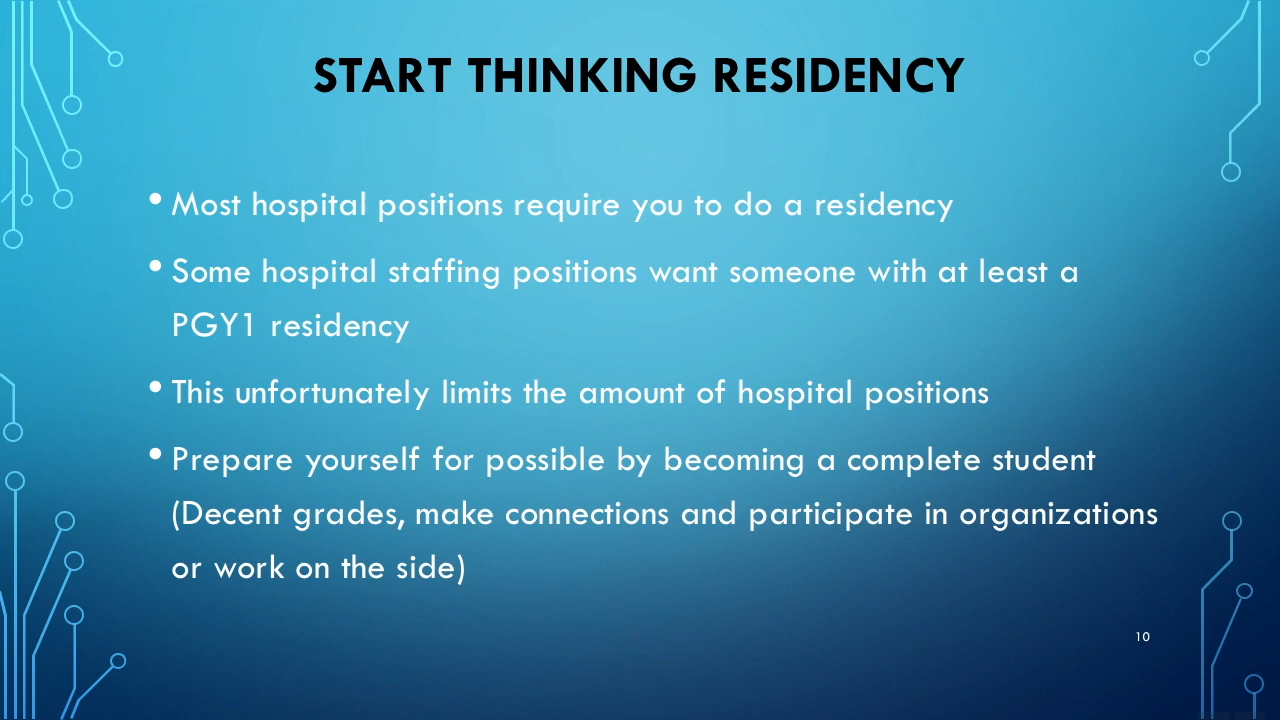 START THINKING RESIDENCY
• Most hospital positions require you to do a residency
• Some hospital staffing positions want someone with at least a
PGY1 residency
• This unfortunately limits the amount of hospital positions
• Prepare yourself for possible by becoming a complete student
(Decent grades, make connections and participate in organizations
or work on the side)
10